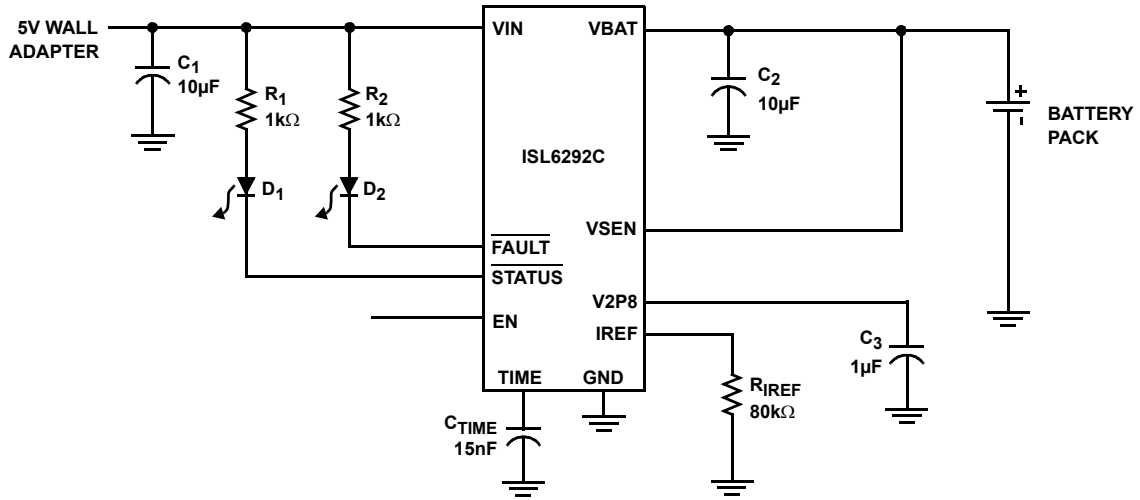 5V WALL
ADAPTER
C1
10µF
R1
1kΩ
R2
1kΩ
D1
D2
VIN
VBAT
ISL6292C
FAULT
STATUS
EN
TIME
GND
VSEN
V2P8
IREF
C2
10µF
+
-
BATTERY
PACK
C3
1µF
RIREF
80kΩ
CTIME
15nF